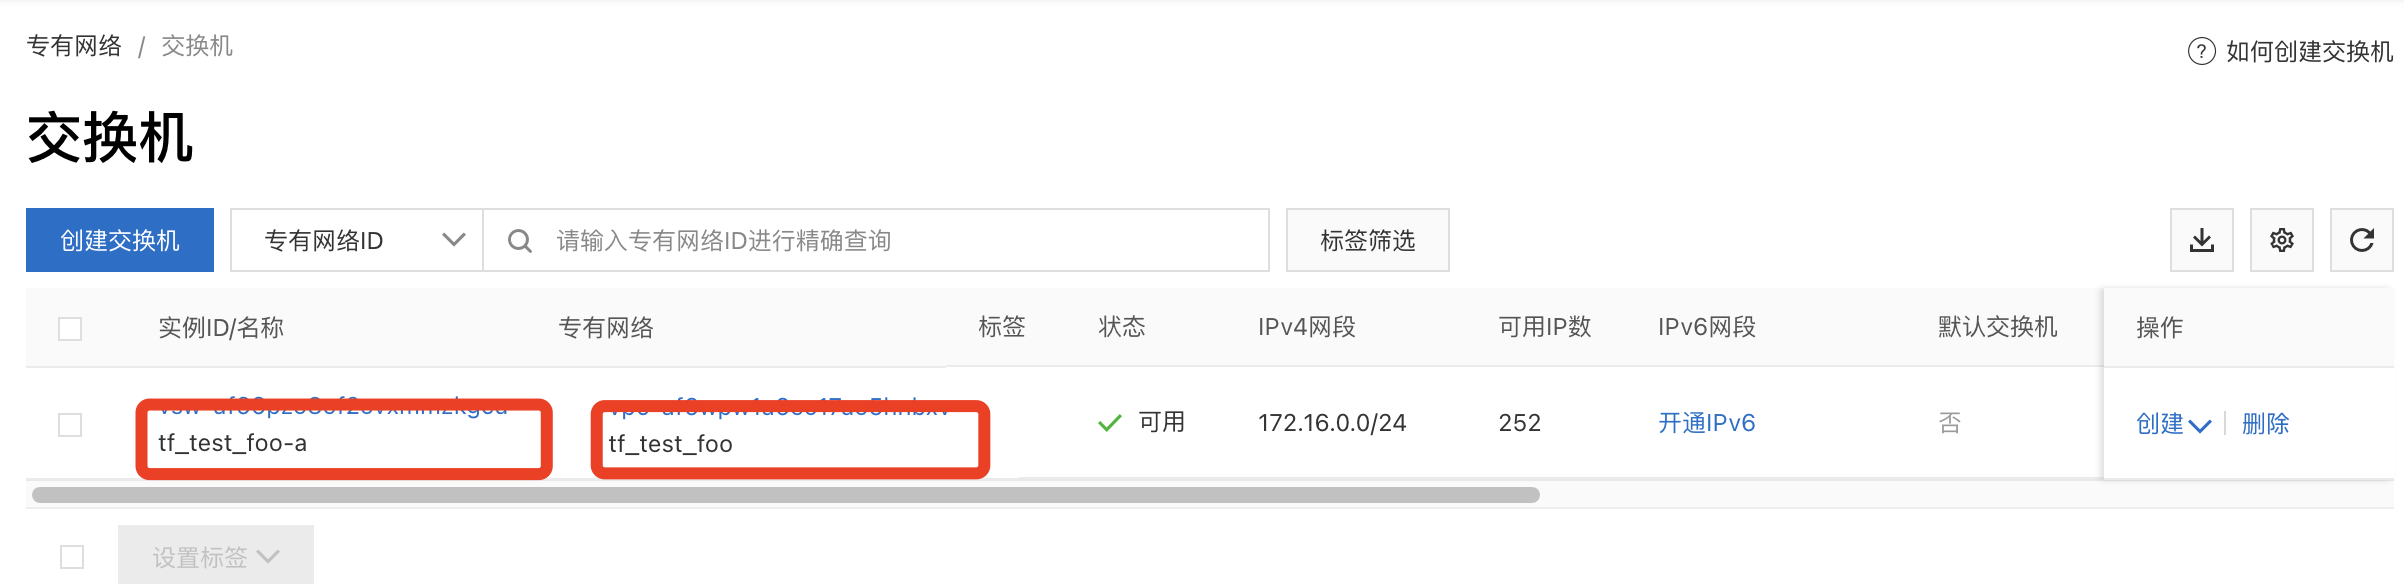 专有网络 / 交换机
? 如何创建交换机
交换机
创建交换机 专有网络ID 请输入专有网络ID进行精确查询 标签筛选
实例ID/名称 专有网络 标签 状态 IPv4网段 可用IP数 IPv6网段 默认交换机 操作
tf_test_foo-a tf_test_foo 可用 172.16.0.0/24 252 开通IPv6 否 创建 删除
设置标签